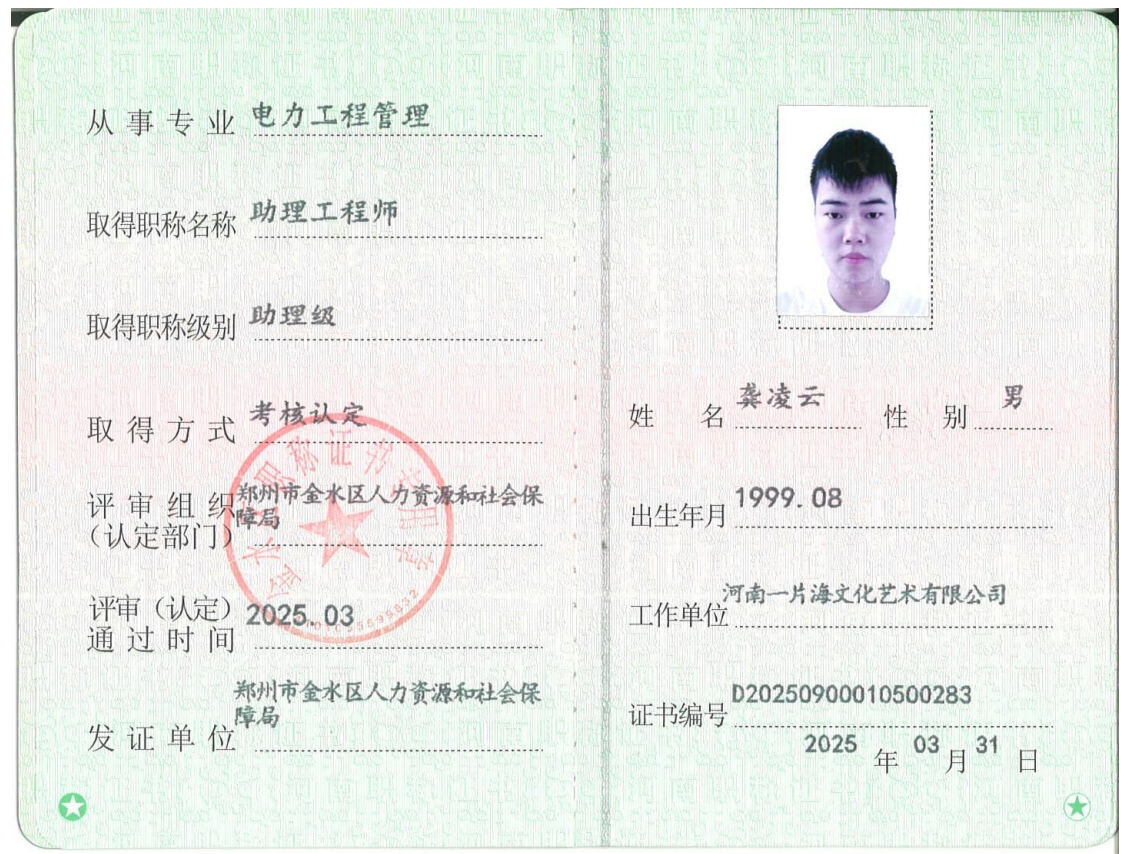 从事专业 电力工程管理
取得职称名称 助理工程师
取得职称级别 助理级
取得方式 考核认定
评审组织 郑州市金水区人力资源和社会保
(认定部门) 障局
评审(认定) 2025.03
通过时间
郑州市金水区人力资源和社会保
发证单位 障局
姓名 龚凌云 性别 男
出生年月 1999.08
工作单位 河南一片海文化艺术有限公司
证书编号 D20250900010500283
2025 年 03 月 31 日